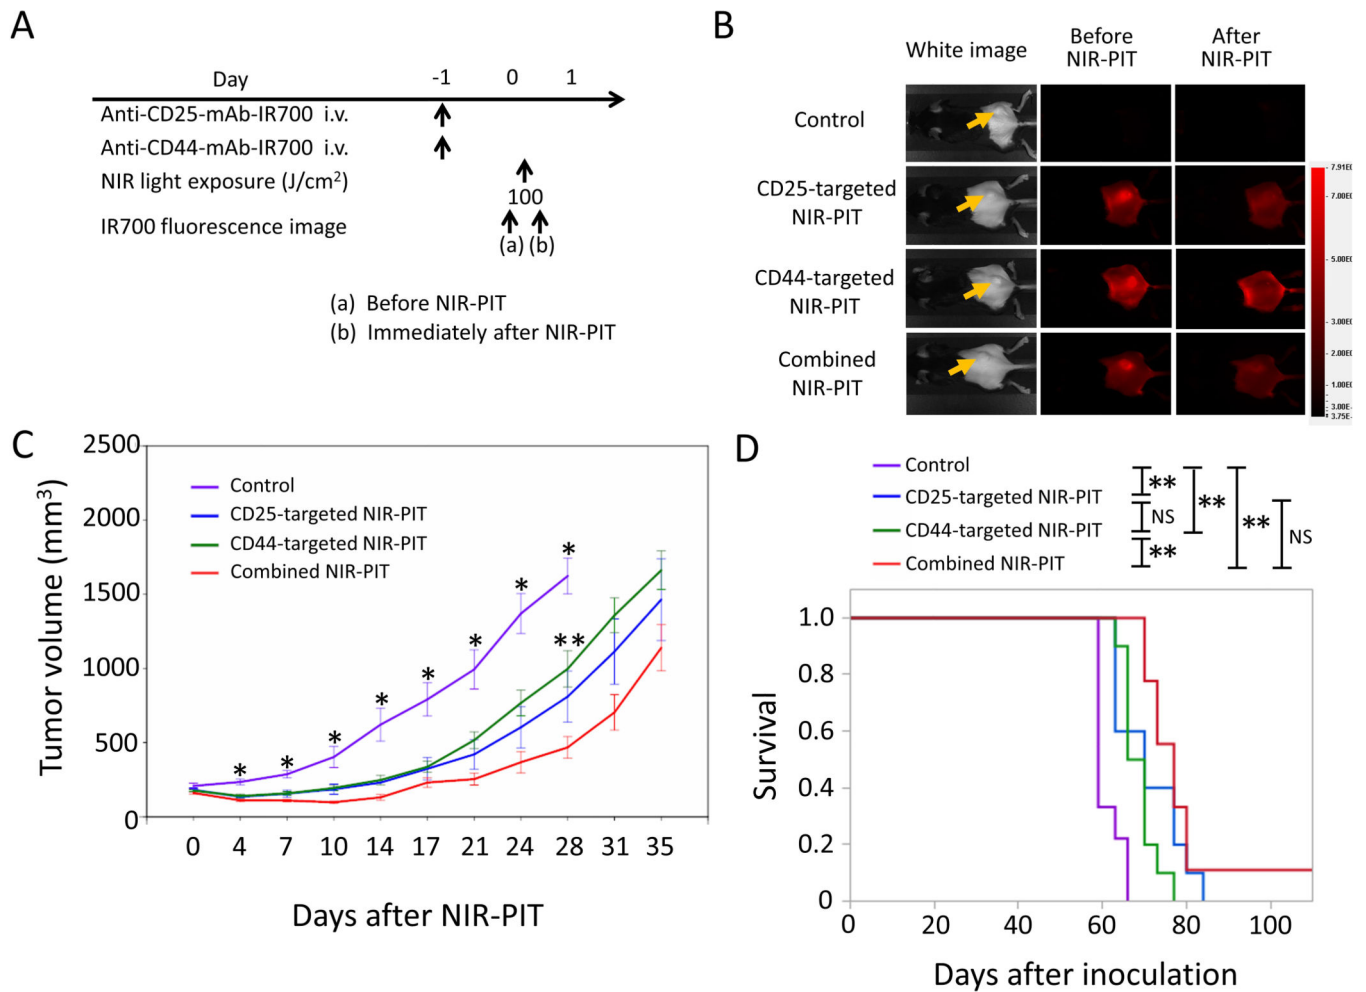 A
Day -1 0 1
Anti-CD25-mAb-IR700 i.v.
Anti-CD44-mAb-IR700 i.v.
NIR light exposure (J/cm²)
100
IR700 fluorescence image
(a) (b)
(a) Before NIR-PIT
(b) Immediately after NIR-PIT
B
White image
Before
NIR-PIT
After
NIR-PIT
Control
CD25-targeted
NIR-PIT
CD44-targeted
NIR-PIT
Combined
NIR-PIT
C
Tumor volume (mm³)
2500
2000
1500
1000
500
0
Control
CD25-targeted NIR-PIT
CD44-targeted NIR-PIT
Combined NIR-PIT
* * * * * * * *
**
0 4 7 10 14 17 21 24 28 31 35
Days after NIR-PIT
D
Control
CD25-targeted NIR-PIT
CD44-targeted NIR-PIT
Combined NIR-PIT
**
NS
**
**
**
NS
Survival
1.0
0.8
0.6
0.4
0.2
0
0 20 40 60 80 100
Days after inoculation